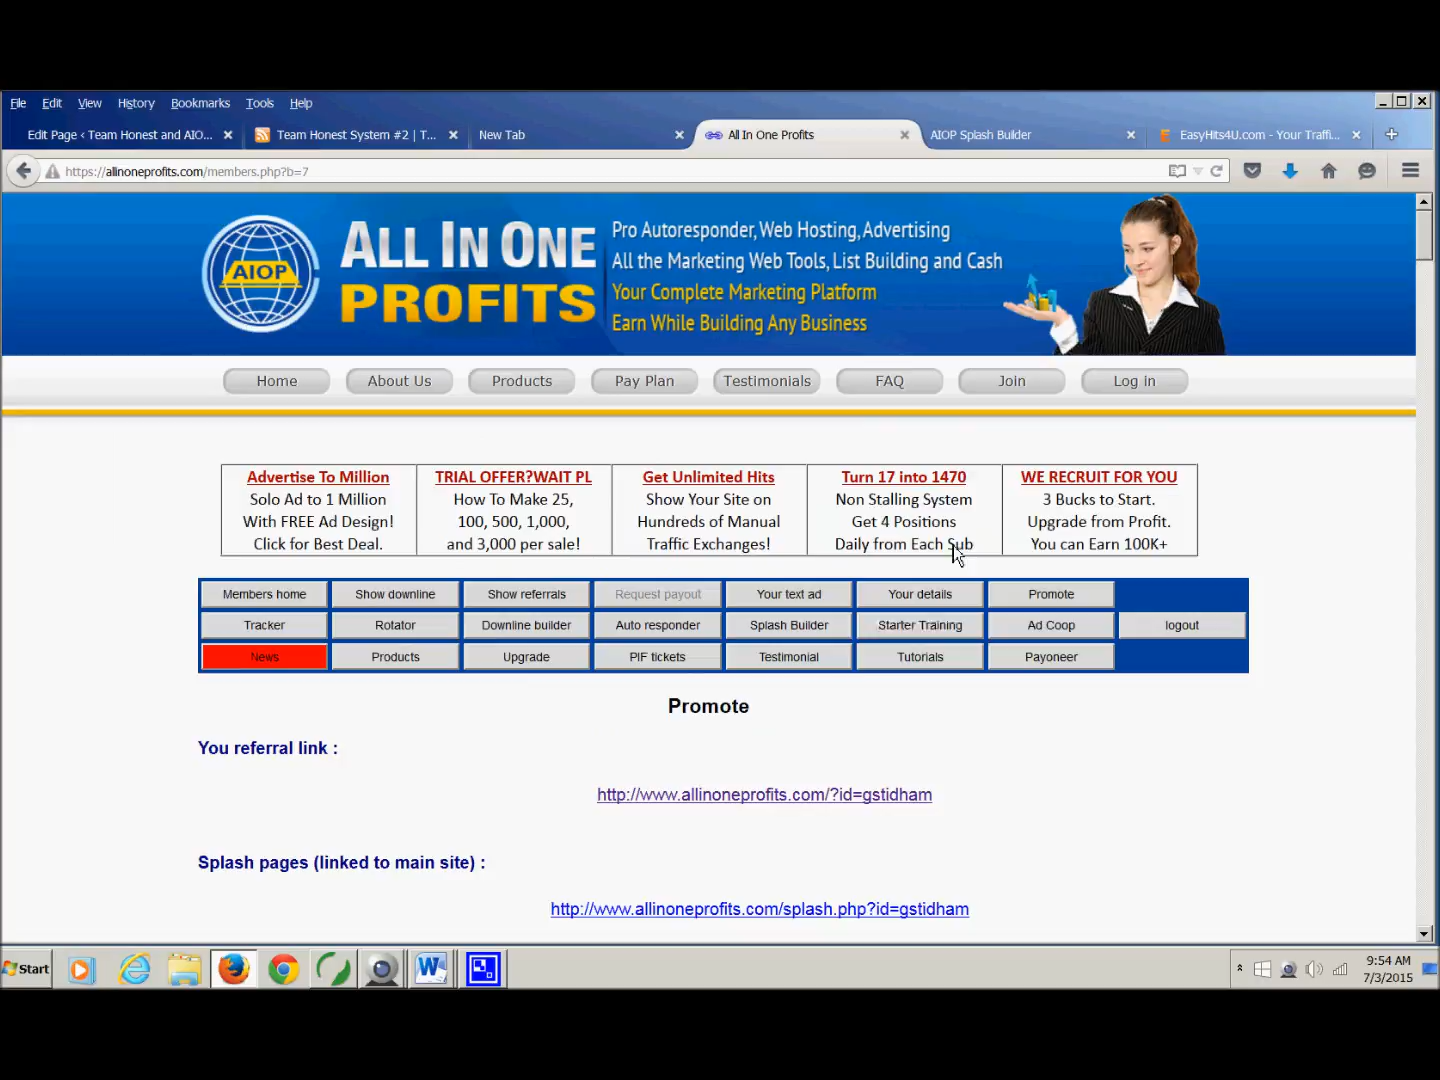 File Edit View History Bookmarks Tools Help
Edit Page ‹ Team Honest and AIO... Team Honest System #2 | T... New Tab All In One Profits AIOP Splash Builder EasyHits4U.com - Your Traffi...
https://allinoneprofits.com/members.php?b=7
AIOP
ALL IN ONE
PROFITS
Pro Autoresponder, Web Hosting, Advertising
All the Marketing Web Tools, List Building and Cash
Your Complete Marketing Platform
Earn While Building Any Business
Home About Us Products Pay Plan Testimonials FAQ Join Log in
Advertise To Million
Solo Ad to 1 Million
With FREE Ad Design!
Click for Best Deal.
TRIAL OFFER?WAIT PL
How To Make 25,
100, 500, 1,000,
and 3,000 per sale!
Get Unlimited Hits
Show Your Site on
Hundreds of Manual
Traffic Exchanges!
Turn 17 into 1470
Non Stalling System
Get 4 Positions
Daily from Each Sub
WE RECRUIT FOR YOU
3 Bucks to Start.
Upgrade from Profit.
You can Earn 100K+
Members home Show downline Show referrals Request payout Your text ad Your details Promote
Tracker Rotator Downline builder Auto responder Splash Builder Starter Training Ad Coop logout
News Products Upgrade PIF tickets Testimonial Tutorials Payoneer
Promote
You referral link :
http://www.allinoneprofits.com/?id=gstidham
Splash pages (linked to main site) :
http://www.allinoneprofits.com/splash.php?id=gstidham
Start
9:54 AM
7/3/2015